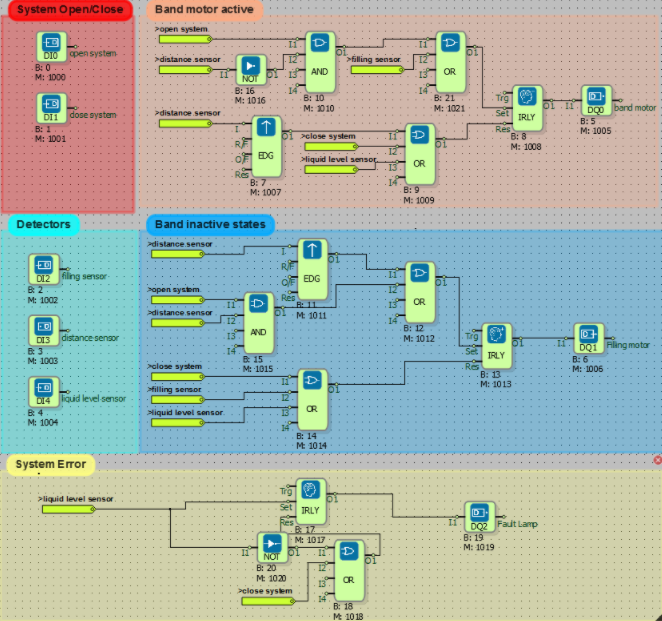 System Open/Close
DI0
open system
B: 0
M: 1000
DI1
close system
B: 1
M: 1001
Band motor active
>open system
>distance sensor
NOT
I1
O1
B: 16
M: 1016
I1
I2
I3
I4
O1
AND
B: 10
M: 1010
>filling sensor
I1
I2
I3
I4
O1
OR
B: 21
M: 1021
>distance sensor
I
R/F
O/F
Res
O1
EDG
B: 7
M: 1007
>close system
>liquid level sensor
I1
I2
I3
I4
O1
OR
B: 9
M: 1009
Trg
Set
Res
O1
IRLY
B: 8
M: 1008
I1
DQ0
band motor
B: 5
M: 1005
Detectors
DI2
filling sensor
B: 2
M: 1002
DI3
distance sensor
B: 3
M: 1003
DI4
liquid level sensor
B: 4
M: 1004
Band inactive states
>distance sensor
I
R/F
O/F
Res
O1
EDG
B: 11
M: 1011
>open system
>distance sensor
I1
I2
I3
I4
O1
AND
B: 15
M: 1015
I1
I2
I3
I4
O1
OR
B: 12
M: 1012
>close system
>filling sensor
>liquid level sensor
I1
I2
I3
I4
O1
OR
B: 14
M: 1014
Trg
Set
Res
O1
IRLY
B: 13
M: 1013
I1
DQ1
Filling motor
B: 6
M: 1006
System Error
>liquid level sensor
Trg
Set
Res
O1
IRLY
B: 17
M: 1017
I1
NOT
O1
B: 20
M: 1020
>close system
I1
I2
I3
I4
O1
OR
B: 18
M: 1018
I1
DQ2
Fault Lamp
B: 19
M: 1019